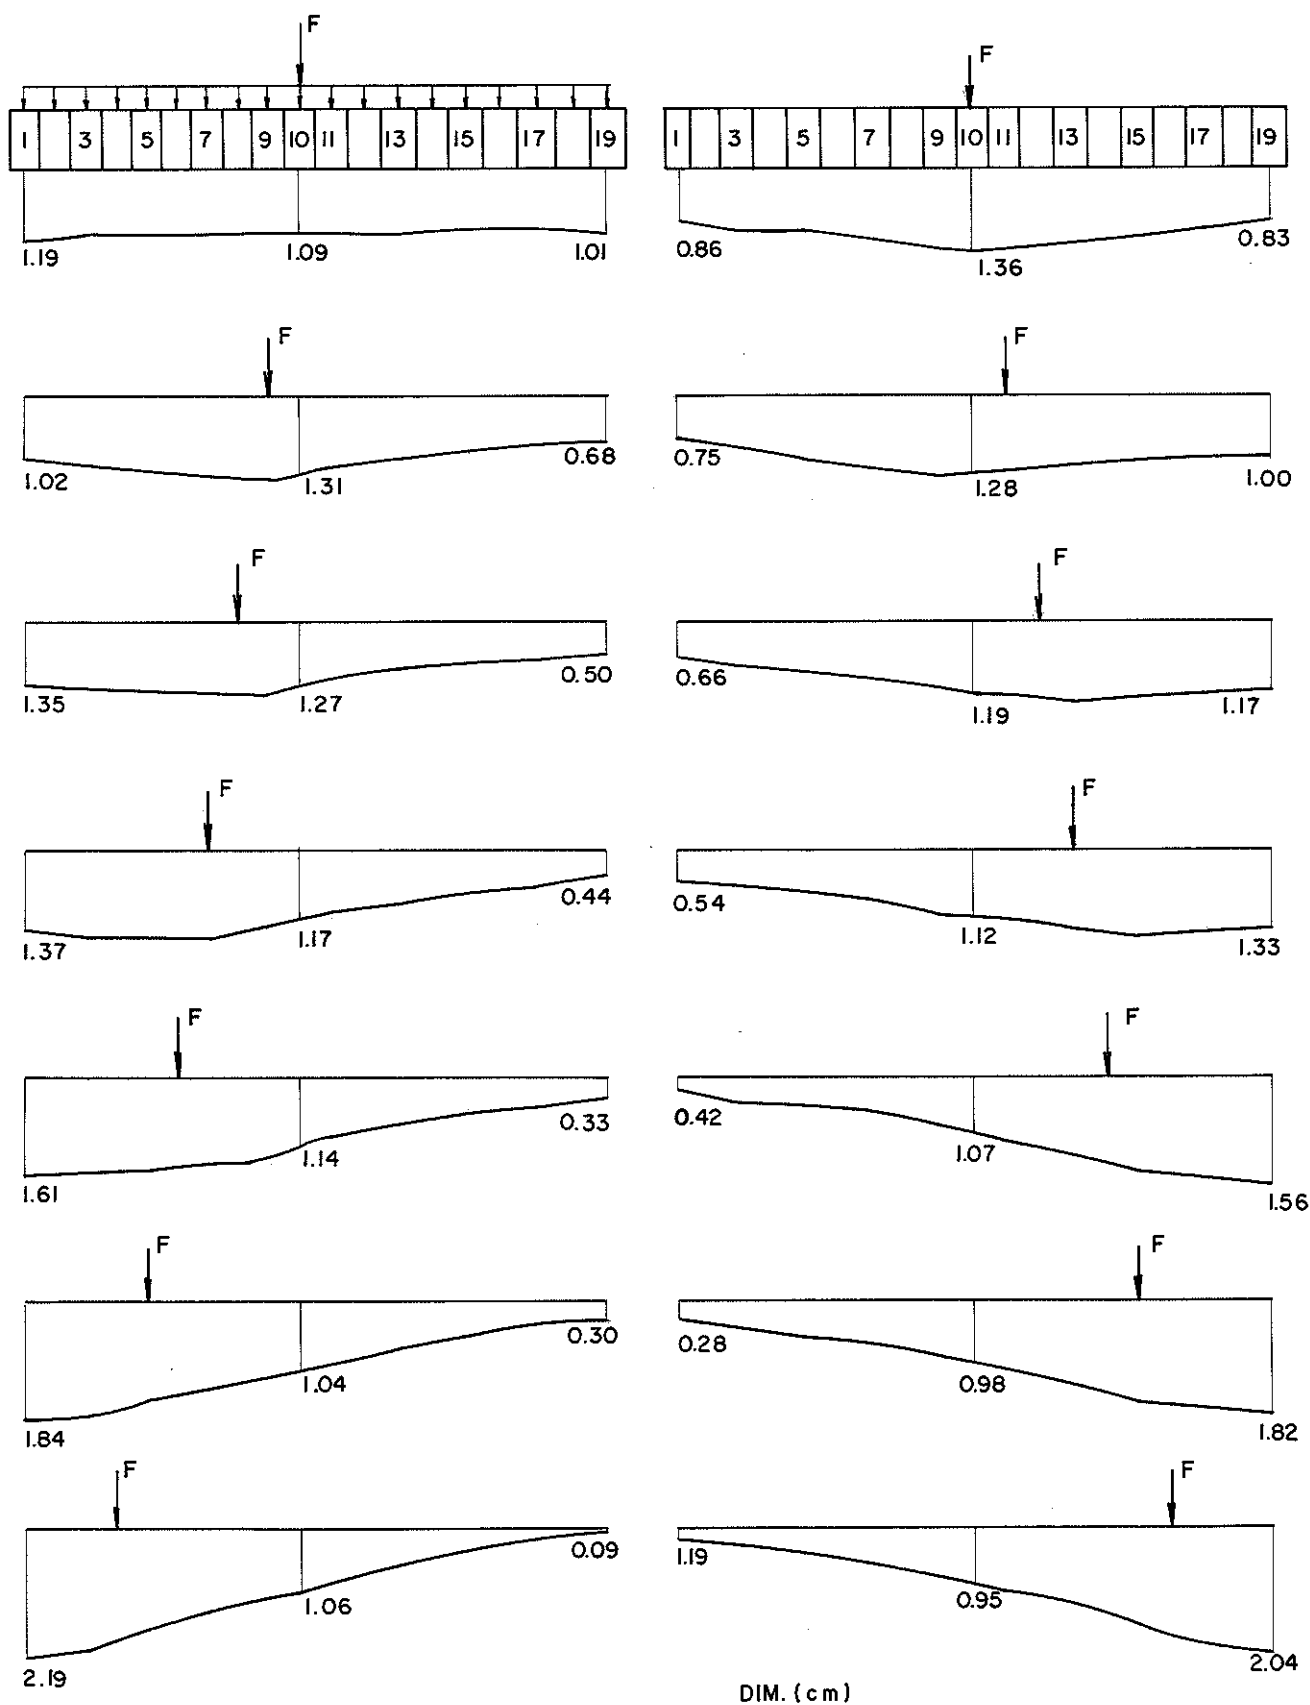 F
F
1 3 5 7 9 10 11 13 15 17 19
1 3 5 7 9 10 11 13 15 17 19
1.19 1.09 1.01
0.86 1.36 0.83
F
F
1.02 1.31 0.68
0.75 1.28 1.00
F
F
1.35 1.27 0.50
0.66 1.19 1.17
F
F
1.37 1.17 0.44
0.54 1.12 1.33
F
F
1.61 1.14 0.33
0.42 1.07 1.56
F
F
1.84 1.04 0.30
0.28 0.98 1.82
F
F
2.19 1.06 0.09
1.19 0.95 2.04
DIM. (cm)